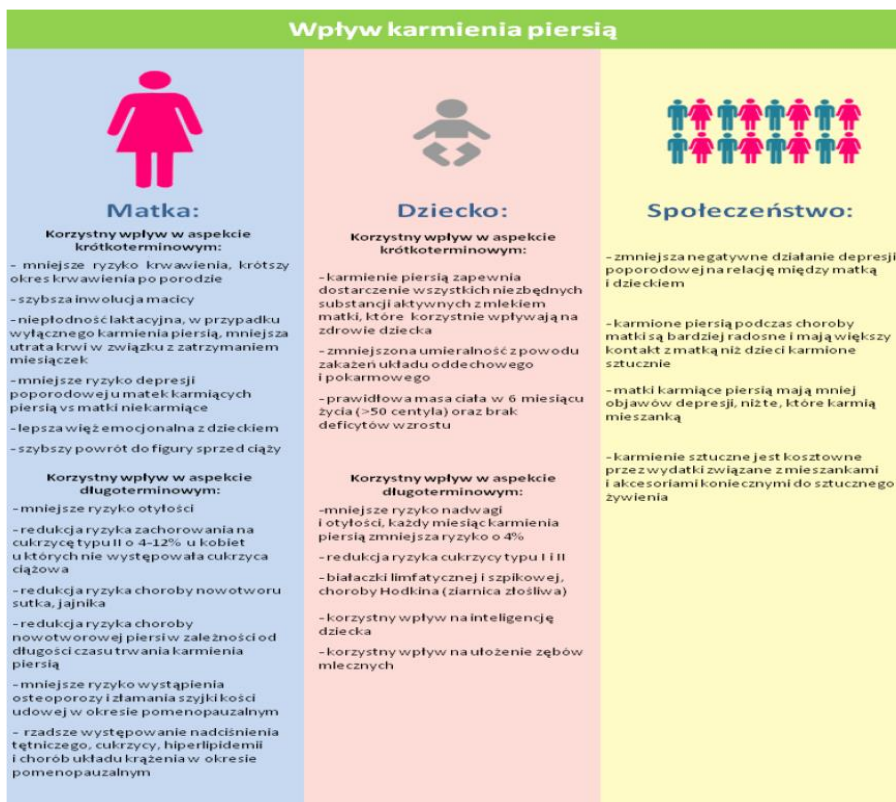 Wpływ karmienia piersią
Matka:
Korzystny wpływ w aspekcie
krótkoterminowym:
- mniejsze ryzyko krwawienia, krótszy
okres krwawienia po porodzie
- szybsza inwolucja macicy
- niepłodność laktacyjna, w przypadku
wyłącznego karmienia piersią, mniejsza
utrata krwi w związku z zatrzymaniem
miesiączek
- mniejsze ryzyko depresji
poporodowej u matek karmiących
piersią vs matki niekarmiące
- lepsza więź emocjonalna z dzieckiem
- szybszy powrót do figury sprzed ciąży
Korzystny wpływ w aspekcie
długoterminowym:
- mniejsze ryzyko otyłości
- redukcja ryzyka zachorowania na
cukrzycę typu II o 4-12% u kobiet
u których nie występowała cukrzyca
ciążowa
- redukcja ryzyka choroby nowotworu
sutka, jajnika
- redukcja ryzyka choroby
nowotworowej piersi w zależności od
długości czasu trwania karmienia
piersią
- mniejsze ryzyko wystąpienia
osteoporozy i złamania szyjki kości
udowej w okresie pomenopauzalnym
- rzadsze występowanie nadciśnienia
tętniczego, cukrzycy, hiperlipidemii
i chorób układu krążenia w okresie
pomenopauzalnym
Dziecko:
Korzystny wpływ w aspekcie
krótkoterminowym:
- karmienie piersią zapewnia
dostarczenie wszystkich niezbędnych
substancji aktywnych z mlekiem
matki, które korzystnie wpływają na
zdrowie dziecka
- zmniejszona umieralność z powodu
zakażeń układu oddechowego
i pokarmowego
- prawidłowa masa ciała w 6 miesiącu
życia (>50 centyla) oraz brak
deficytów wzrostu
Korzystny wpływ w aspekcie
długoterminowym:
-mniejsze ryzyko nadwagi
i otyłości, każdy miesiąc karmienia
piersią zmniejsza ryzyko o 4%
- redukcja ryzyka cukrzycy typu I i II
- białaczki limfatycznej i szpikowej,
choroby Hodkina (ziarnica złośliwa)
- korzystny wpływ na inteligencję
dziecka
- korzystny wpływ na ułożenie zębów
mlecznych
Społeczeństwo:
- zmniejsza negatywne działanie depresji
poporodowej na relację między matką
i dzieckiem
- karmione piersią podczas choroby
matki są bardziej radosne i mają większy
kontakt z matką niż dzieci karmione
sztucznie
- matki karmiące piersią mają mniej
objawów depresji, niż te, które karmią
mieszanką
- karmienie sztuczne jest kosztowne
przez wydatki związane z mieszankami
i akcesoriami koniecznymi do sztucznego
żywienia